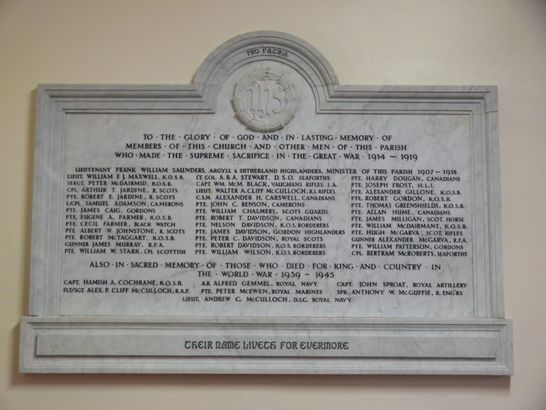 PRO PATRIA
IHS
TO · THE · GLORY · OF · GOD · AND · IN · LASTING · MEMORY · OF
MEMBERS · OF · THIS · CHURCH · AND · OTHER · MEN · OF · THIS · PARISH
WHO · MADE · THE · SUPREME · SACRIFICE · IN · THE · GREAT · WAR · 1914 ~ 1919
LIEUTENANT FRANK WILLIAM SAUNDERS, ARGYLL & SUTHERLAND HIGHLANDERS, MINISTER OF THIS PARISH 1907-1918
LIEUT. WILLIAM F. J. MAXWELL, K.O.S.B.
SERGT. PETER McDAIRMID, K.O.S.B.
CPL. ARTHUR T. JARDINE, R. SCOTS
PTE. ROBERT E. JARDINE, R. SCOTS
L/CPL. SAMUEL ADAMSON, CAMERONS
PTE. JAMES CAIG, GORDONS
PTE. EUGENE A. FARMER, K.O.S.B.
PTE. CECIL FARMER, BLACK WATCH
PTE. ALBERT W. JOHNSTONE, R. SCOTS
PTE. ROBERT McTAGGART, K.O.S.B.
GUNNER JAMES MURRAY, R.F.A.
PTE. WILLIAM W. STARK, CPL. SCOTTISH
LT. COL. A. B. A. STEWART, D.S.O. SEAFORTHS
CAPT. WM. McM. BLACK, VAUGHANS RIFLES I.A.
LIEUT. WALTER A. CLIFF McCULLOCH, R.I. RIFLES
C.S.M. ALEXANDER H. CARSWELL, CANADIANS
PTE. JOHN C. BENSON, CAMERONS
PTE. WILLIAM CHALMERS, SCOTS GUARDS
PTE. ROBERT T. DAVIDSON, CANADIANS
PTE. NELSON DAVIDSON, K.O.S. BORDERERS
PTE. JAMES DAVIDSON, GORDON HIGHLANDERS
PTE. PETER C. DAVIDSON, ROYAL SCOTS
PTE. ROBERT DAVIDSON, K.O.S. BORDERERS
PTE. WILLIAM WILSON, K.O.S. BORDERERS
PTE. HARRY DOUGAN, CANADIANS
PTE. JOSEPH FROST, H.L.I.
PTE. ALEXANDER GILLONE, K.O.S.B.
PTE. ROBERT GORDON, K.O.S.B.
PTE. THOMAS GREENSHIELDS, K.O.S.B.
PTE. ALAN HUME, CANADIANS
PTE. JAMES MILLIGAN, SCOT. HORSE
PTE. WILLIAM McDAIRMANT, K.O.S.B.
PTE. HUGH McGARVA, SCOT. RIFLES
GUNNER ALEXANDER McGARVA, R.F.A.
PTE. WILLIAM PATTERSON, GORDONS
CPL. BERTRAM McROBERTS, SEAFORTHS
ALSO · IN · SACRED · MEMORY · OF · THOSE · WHO · DIED · FOR · KING · AND · COUNTRY · IN
THE · WORLD · WAR · 1939 ~ 1945
CAPT. HAMISH A. COCHRANE, K.O.S.B.
A.B. ALFRED GEMMEL, ROYAL NAVY
CAPT. JOHN SPROAT, ROYAL ARTILLERY
FLT/SGT. ALEX. P. CLIFF McCULLOCH, R.A.F.
PTE. PETER McEWEN, ROYAL MARINES
SPR. ANTHONY W. McGUFFIE, R. ENGRS
LIEUT. ANDREW C. McCULLOCH, D.S.C. ROYAL NAVY
THEIR NAME LIVETH FOR EVERMORE